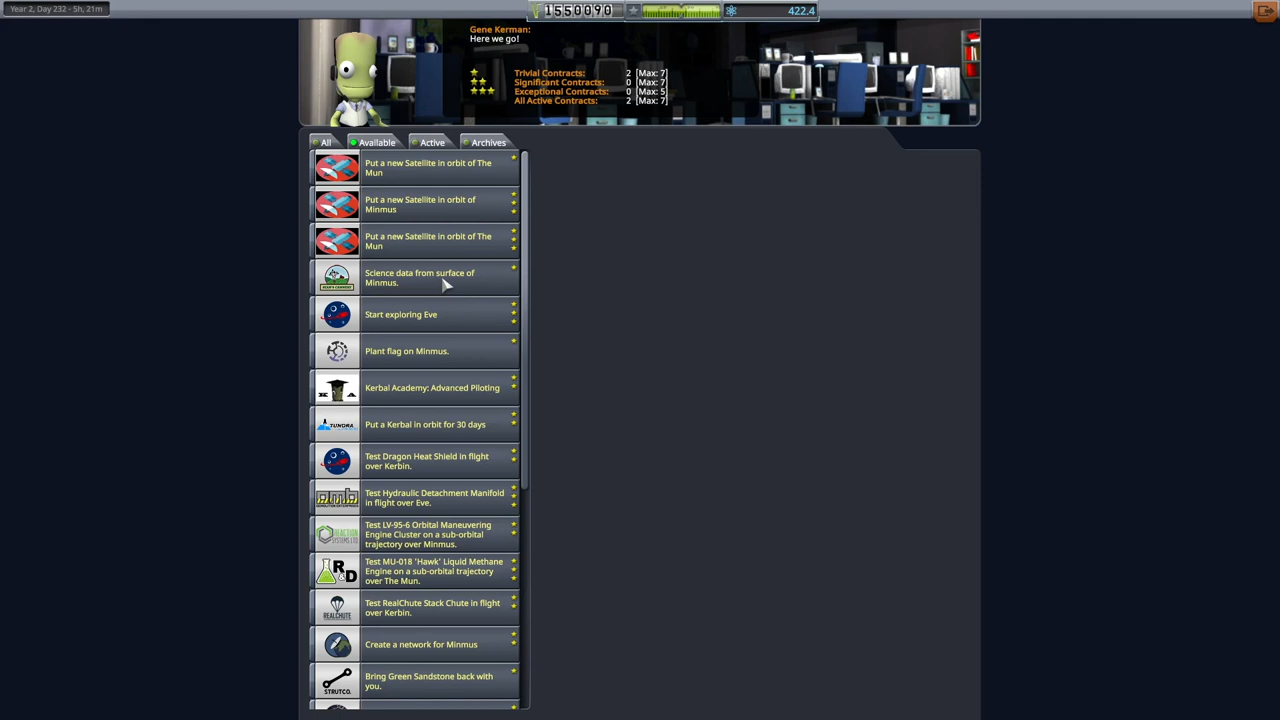 Year 2, Day 232 - 5h, 21m
1550090
422.4
Gene Kerman:
Here we go!
Trivial Contracts: 2 [Max: 7]
Significant Contracts: 0 [Max: 7]
Exceptional Contracts: 0 [Max: 5]
All Active Contracts: 2 [Max: 7]
All
Available
Active
Archives
Put a new Satellite in orbit of The
Mun
Put a new Satellite in orbit of
Minmus
Put a new Satellite in orbit of The
Mun
Science data from surface of
Minmus.
Start exploring Eve
Plant flag on Minmus.
K A
Kerbal Academy: Advanced Piloting
TUNDRA
Put a Kerbal in orbit for 30 days
Test Dragon Heat Shield in flight
over Kerbin.
Test Hydraulic Detachment Manifold
in flight over Eve.
REACTION
SYSTEMS LTD
Test LV-95-6 Orbital Maneuvering
Engine Cluster on a sub-orbital
trajectory over Minmus.
R&D
Test MU-018 'Hawk' Liquid Methane
Engine on a sub-orbital trajectory
over The Mun.
REALCHUTE
Test RealChute Stack Chute in flight
over Kerbin.
Create a network for Minmus
STRUTCO.
Bring Green Sandstone back with
you.